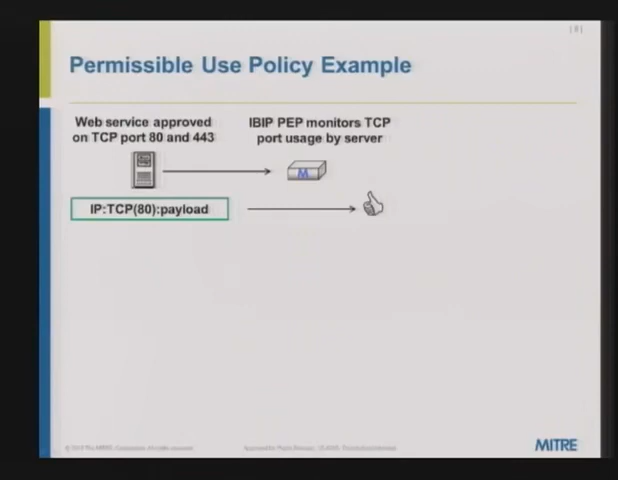 | 8 |
Permissible Use Policy Example
Web service approved
on TCP port 80 and 443
IBIP PEP monitors TCP
port usage by server
M
IP:TCP(80):payload
MITRE